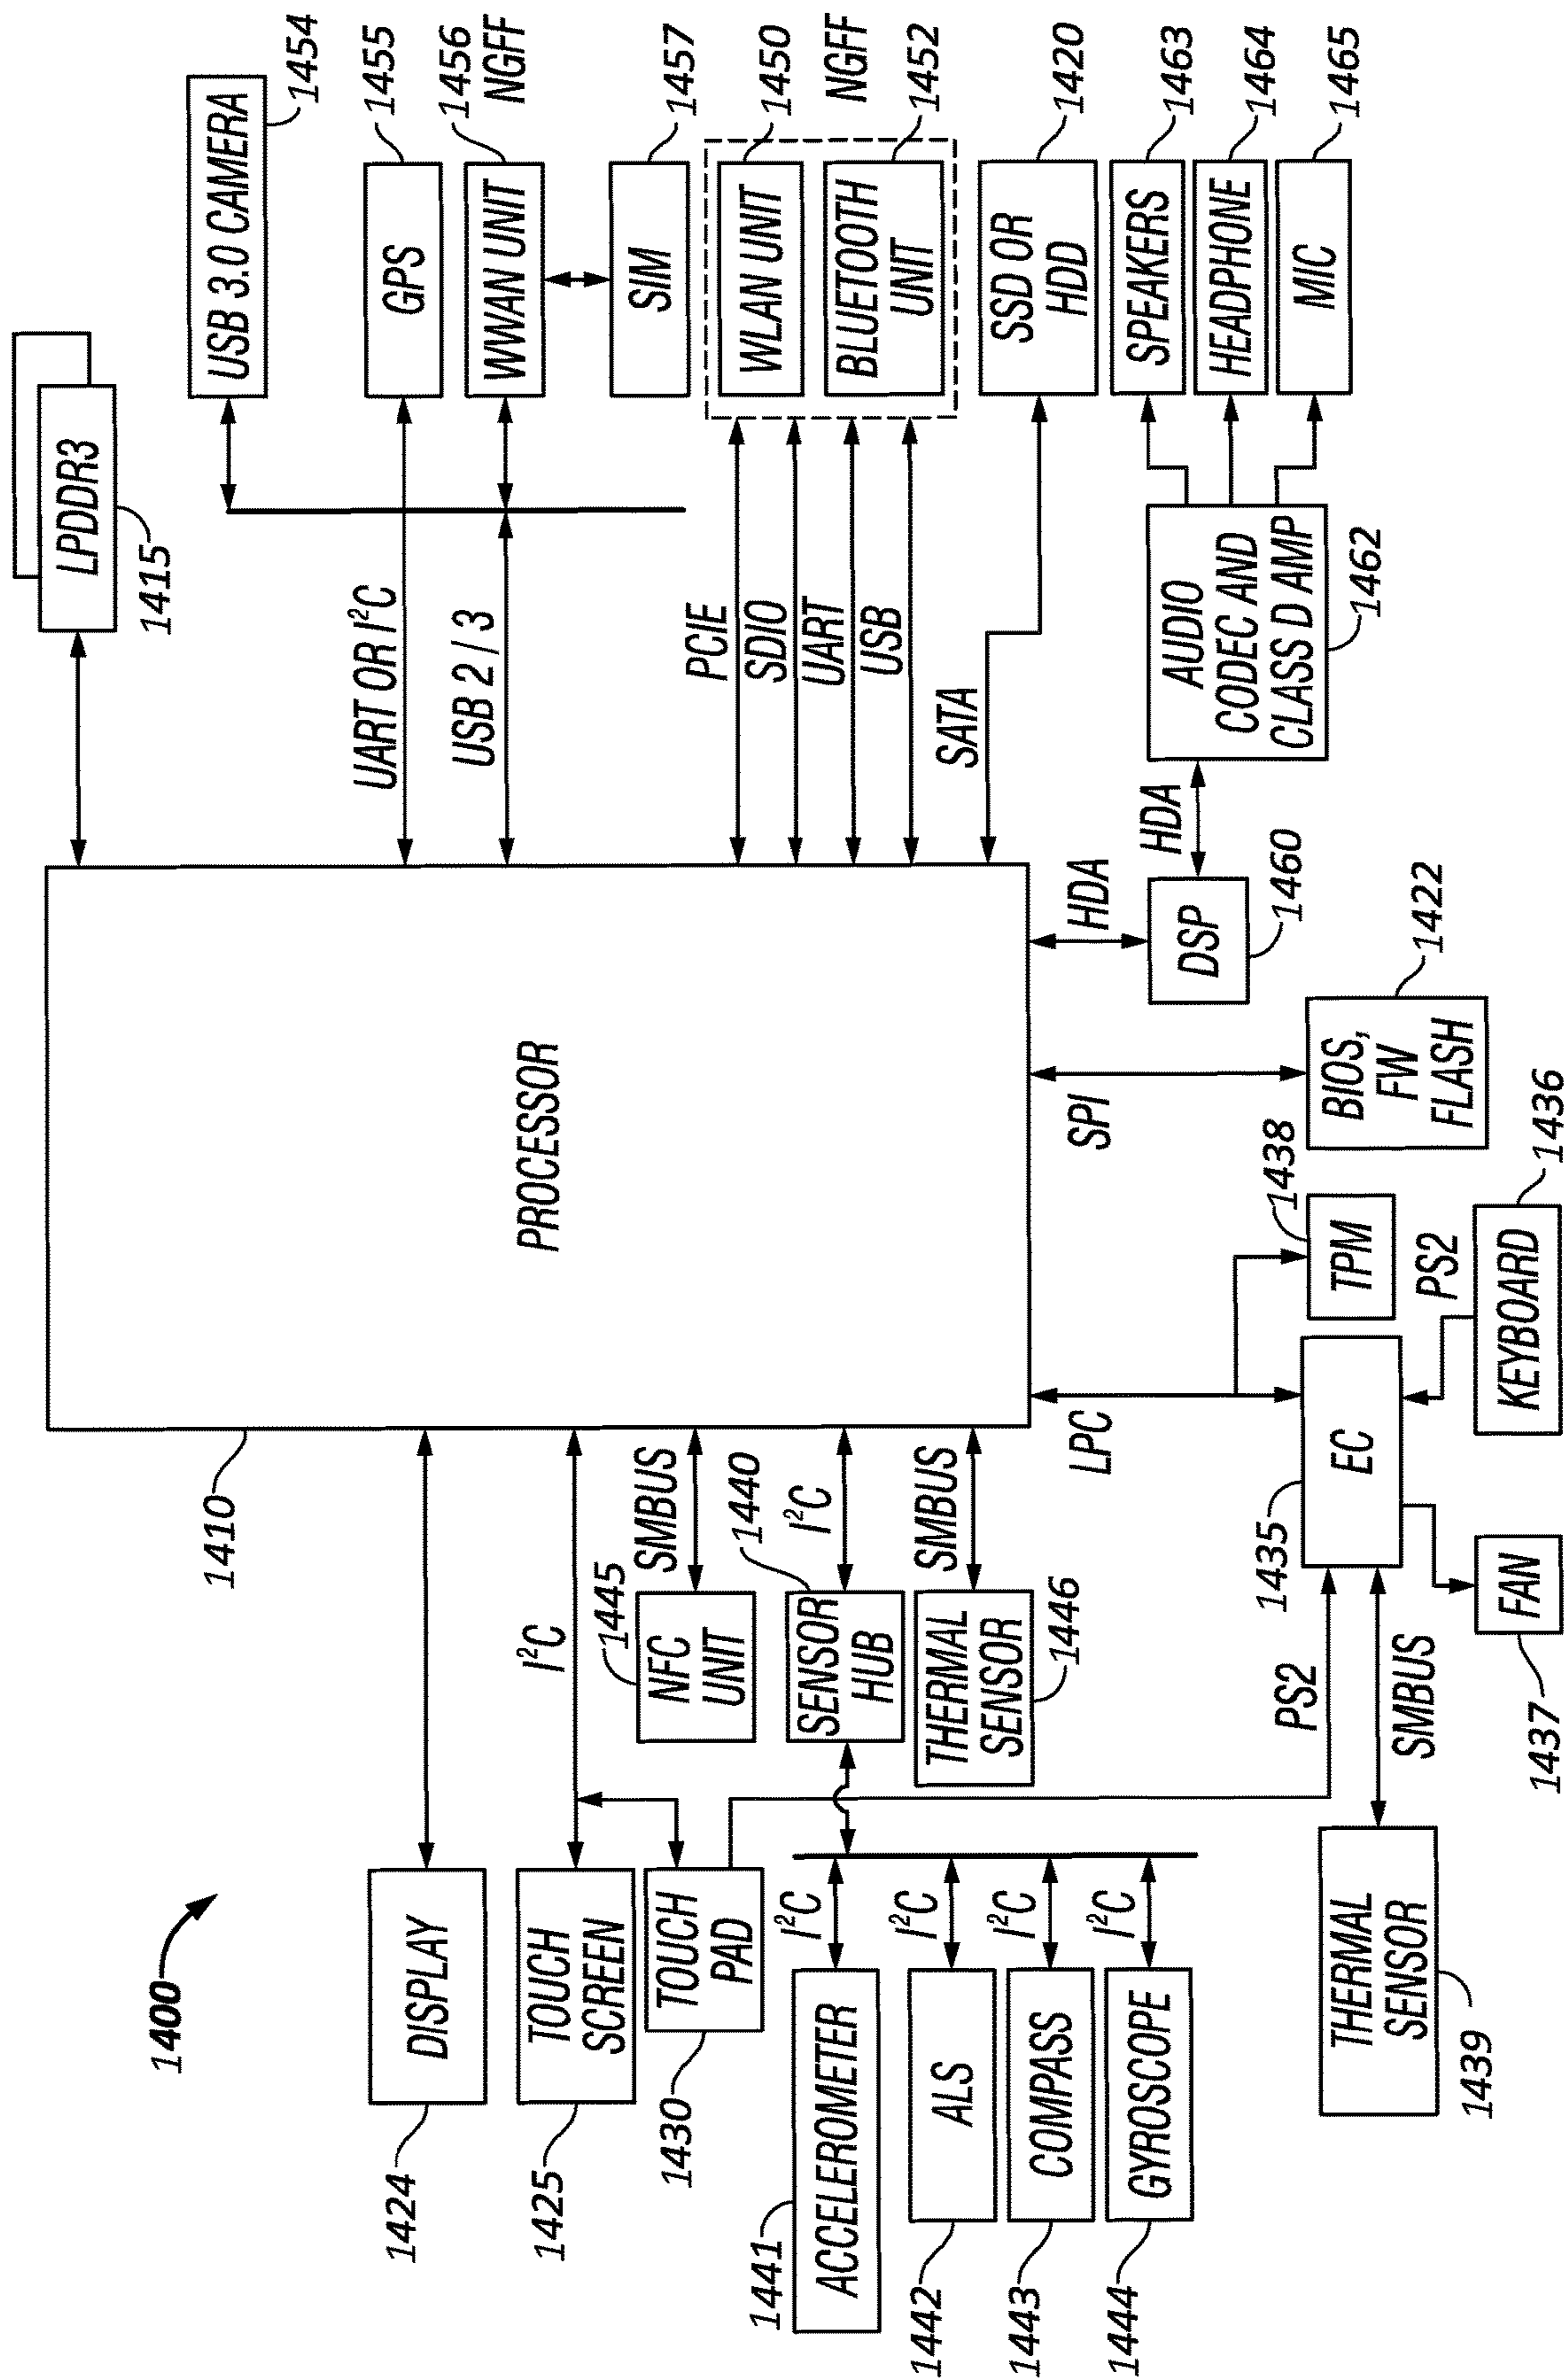 1400
LPDDR3
1415
USB 3.0 CAMERA
1454
1410
PROCESSOR
DISPLAY
1424
UART OR I²C
GPS
1455
USB 2 / 3
WWAN UNIT
1456
NGFF
SIM
1457
I²C
TOUCH
SCREEN
1425
TOUCH
PAD
1430
SMBUS
1445
NFC
UNIT
PCIE
SDIO
UART
USB
WLAN UNIT
1450
NGFF
BLUETOOTH
UNIT
1452
1440
I²C
SENSOR
HUB
SMBUS
THERMAL
SENSOR
1446
SATA
SSD OR
HDD
1420
I²C
ACCELEROMETER
1441
I²C
ALS
1442
I²C
COMPASS
1443
I²C
GYROSCOPE
1444
HDA
DSP
1460
HDA
AUDIO
CODEC AND
CLASS D AMP
1462
SPEAKERS
1463
HEADPHONE
1464
MIC
1465
LPC
SPI
BIOS,
FW
FLASH
1422
TPM
1438
EC
1435
PS2
KEYBOARD
1436
PS2
SMBUS
THERMAL
SENSOR
1439
FAN
1437